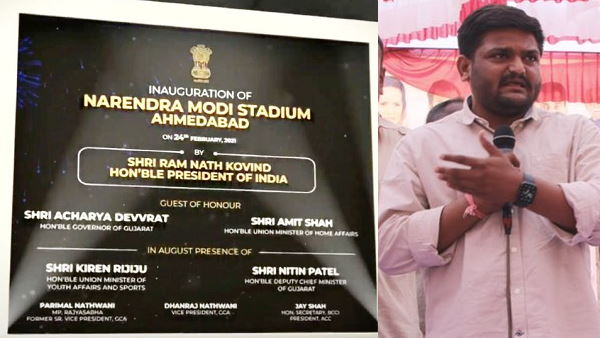 INAUGURATION OF
NARENDRA MODI STADIUM
AHMEDABAD
ON 24TH FEBRUARY, 2021
BY
SHRI RAM NATH KOVIND
HON'BLE PRESIDENT OF INDIA
GUEST OF HONOUR
SHRI ACHARYA DEVVRAT
HON'BLE GOVERNOR OF GUJARAT
SHRI AMIT SHAH
HON'BLE UNION MINISTER OF HOME AFFAIRS
IN AUGUST PRESENCE OF
SHRI KIREN RIJIJU
HON'BLE UNION MINISTER OF
YOUTH AFFAIRS AND SPORTS
SHRI NITIN PATEL
HON'BLE DEPUTY CHIEF MINISTER
OF GUJARAT
PARIMAL NATHWANI
MP, RAJYASABHA
FORMER SR. VICE PRESIDENT, GCA
DHANRAJ NATHWANI
VICE PRESIDENT, GCA
JAY SHAH
HON. SECRETARY, BCCI
PRESIDENT, ACC